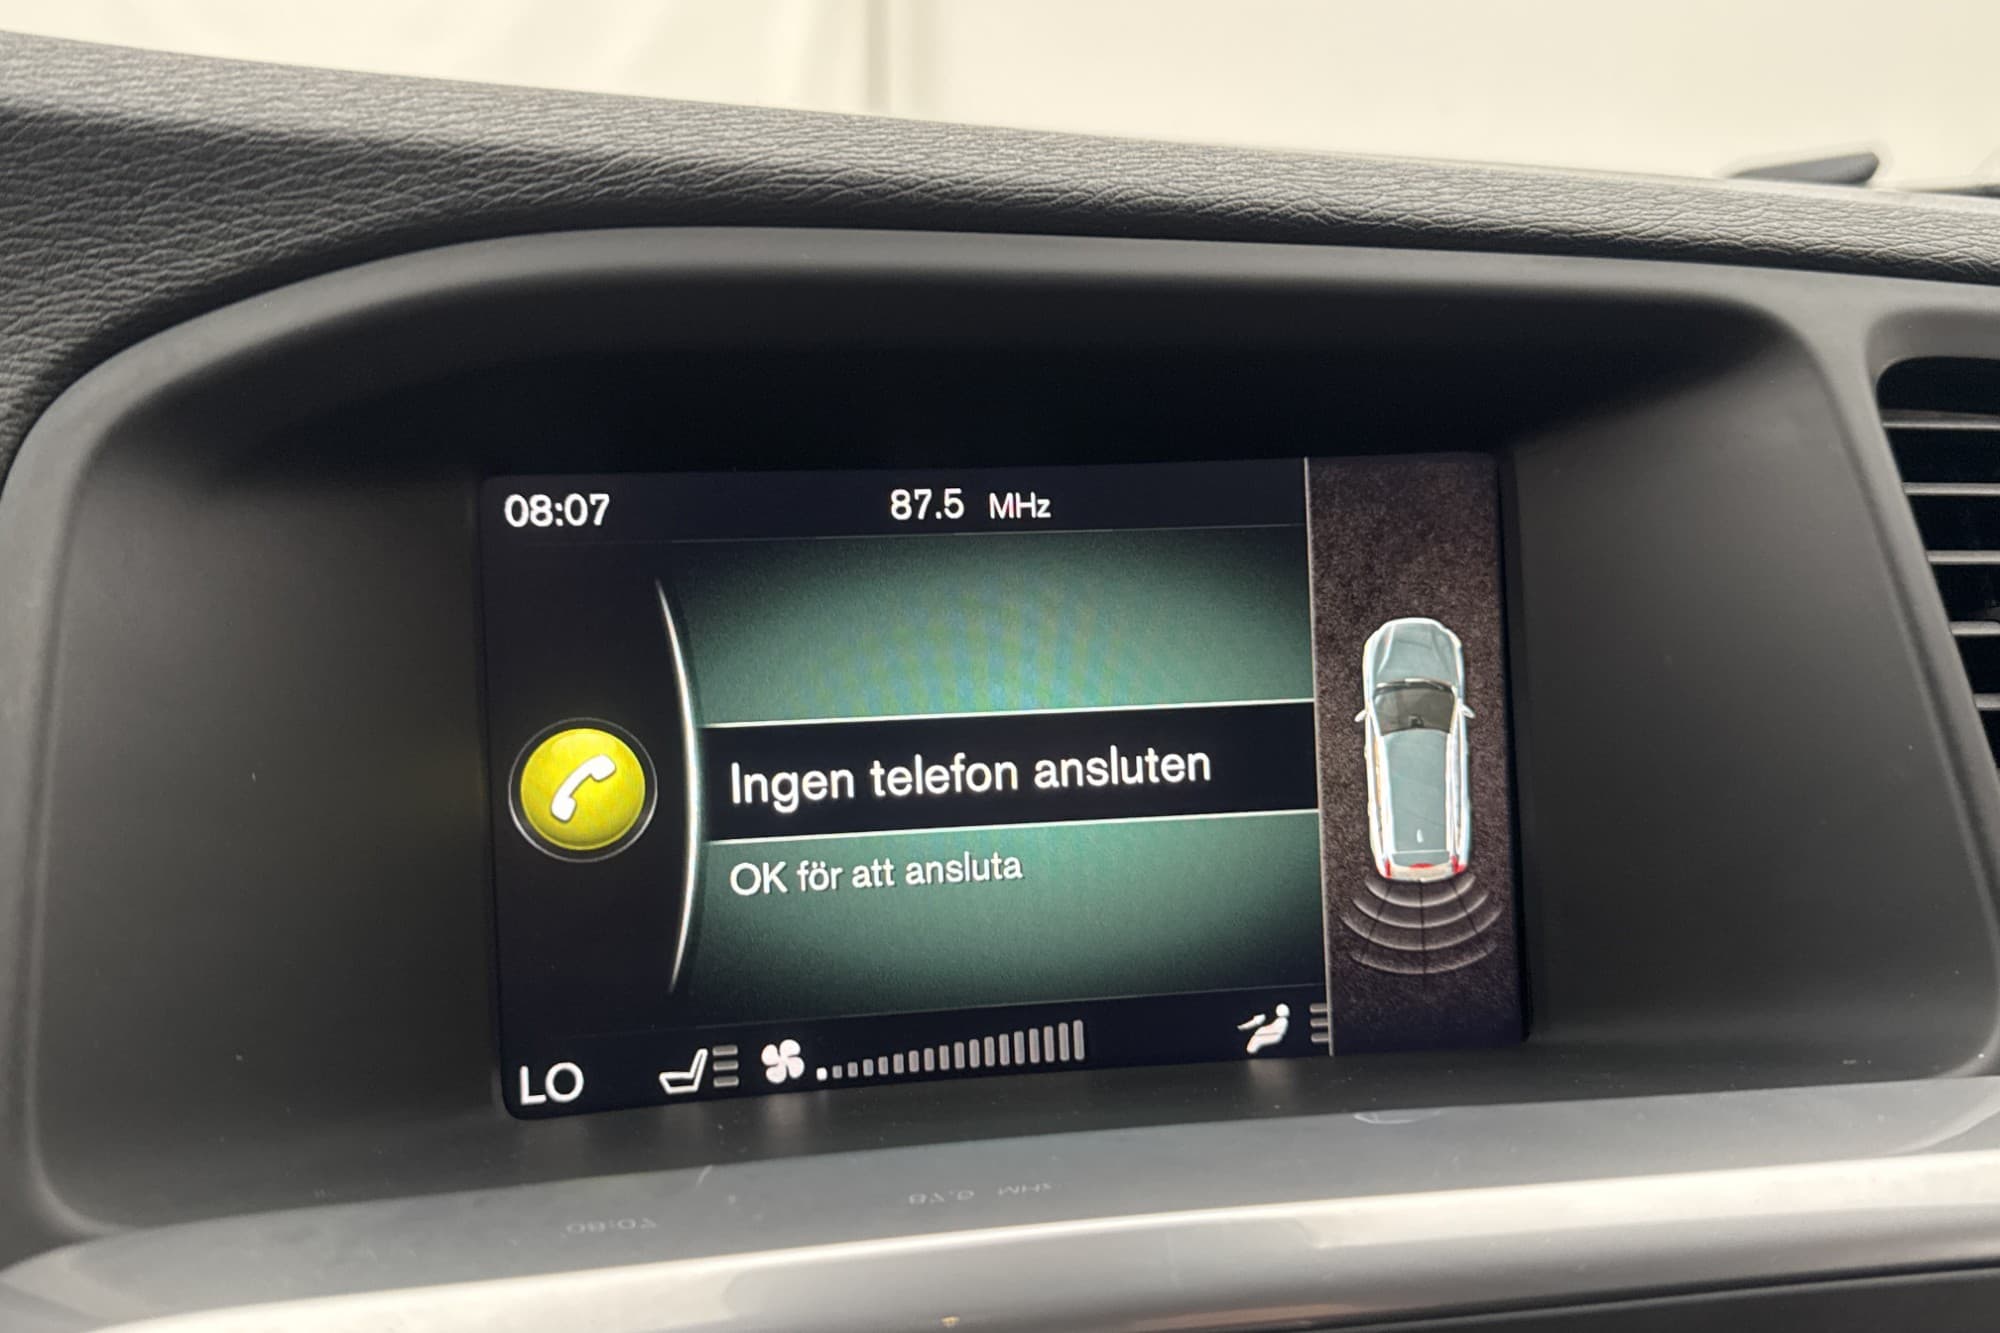 08:07 87.5 MHz
Ingen telefon ansluten
OK för att ansluta
LO